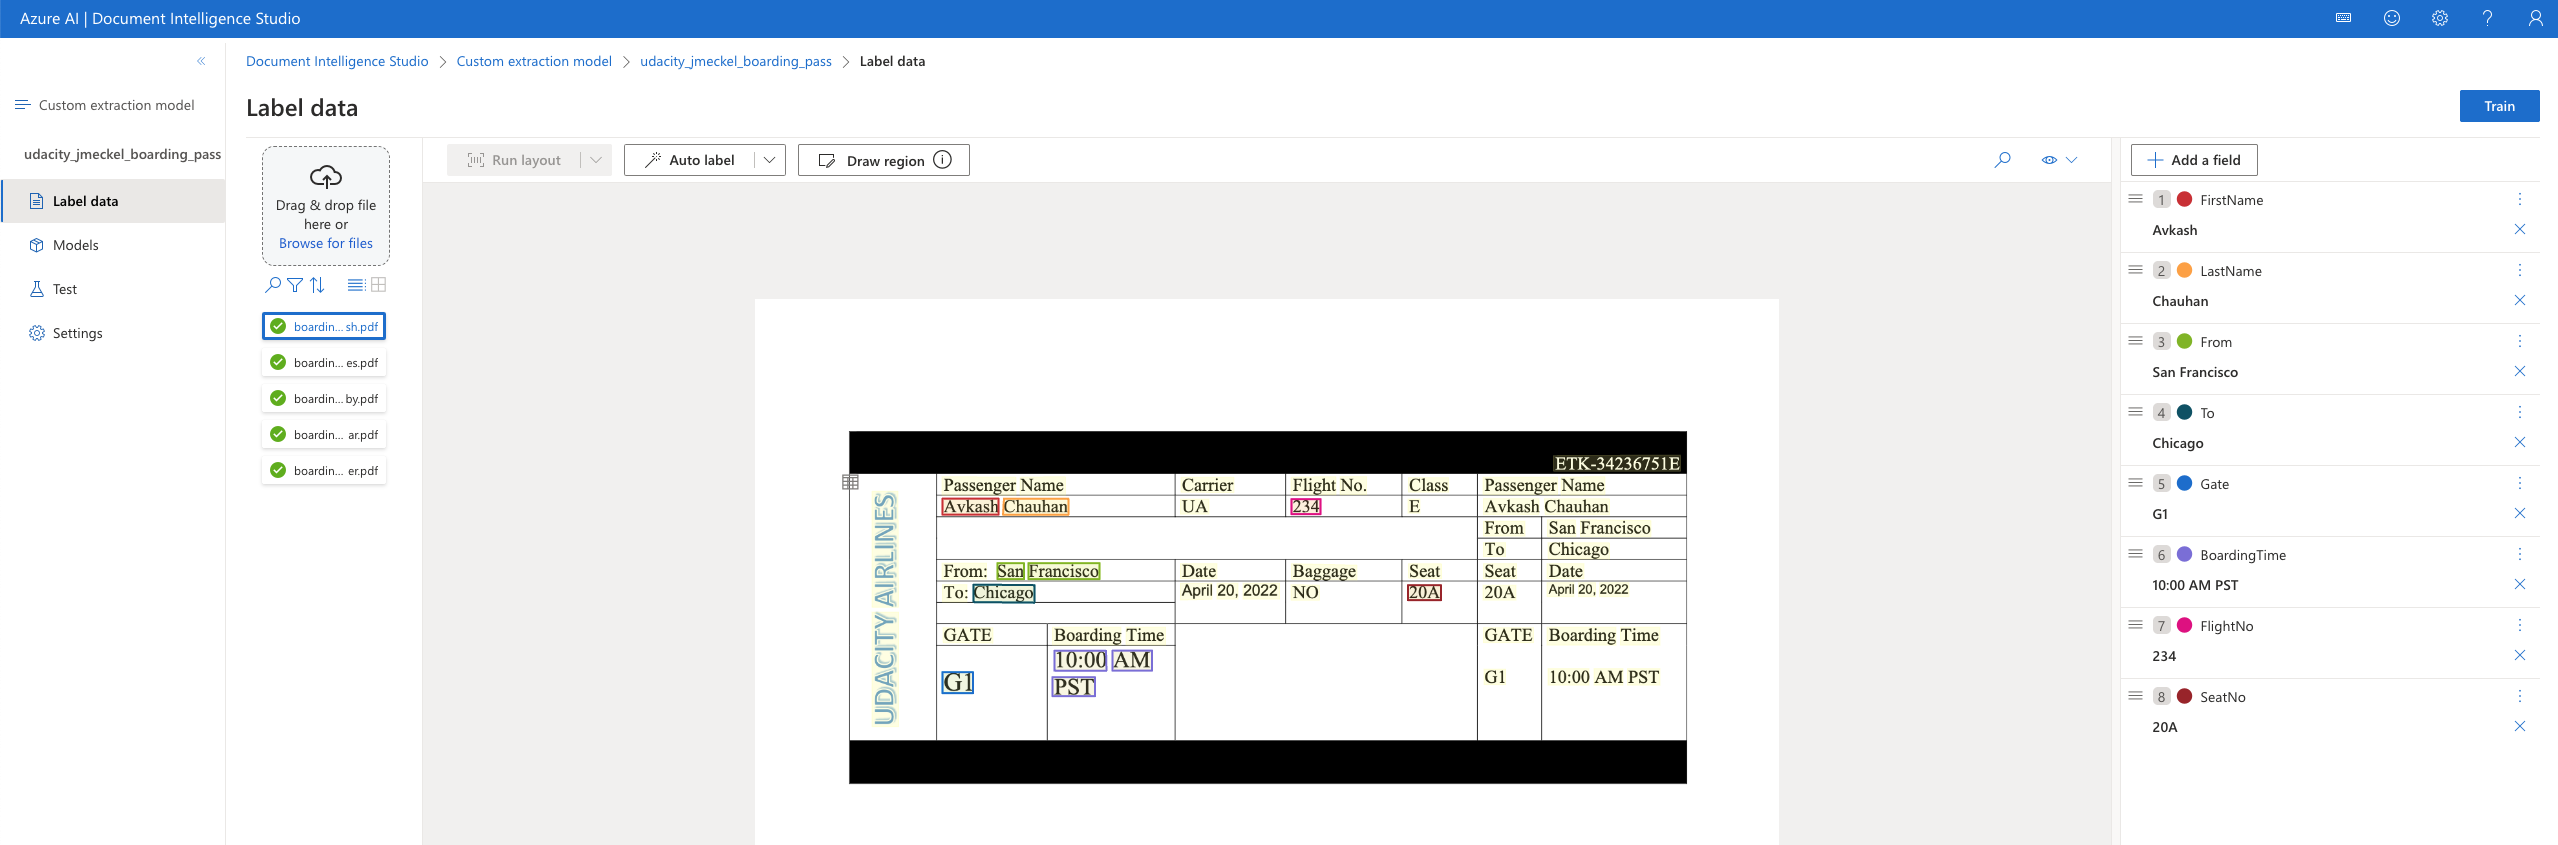 Azure AI | Document Intelligence Studio
Document Intelligence Studio > Custom extraction model > udacity_jmeckel_boarding_pass > Label data
Custom extraction model
udacity_jmeckel_boarding_pass
Label data
Models
Test
Settings
Label data
Train
Drag & drop file
here or
Browse for files
boardin... sh.pdf
boardin... es.pdf
boardin... by.pdf
boardin... ar.pdf
boardin... er.pdf
Run layout
Auto label
Draw region
ETK-34236751E
UDACITY AIRLINES
Passenger Name Carrier Flight No. Class Passenger Name
Avkash Chauhan UA 234 E Avkash Chauhan
From San Francisco
To Chicago
From: San Francisco Date Baggage Seat Seat Date
To: Chicago April 20, 2022 NO 20A 20A April 20, 2022
GATE Boarding Time GATE Boarding Time
10:00 AM
G1 PST G1 10:00 AM PST
Add a field
1 FirstName
Avkash
2 LastName
Chauhan
3 From
San Francisco
4 To
Chicago
5 Gate
G1
6 BoardingTime
10:00 AM PST
7 FlightNo
234
8 SeatNo
20A